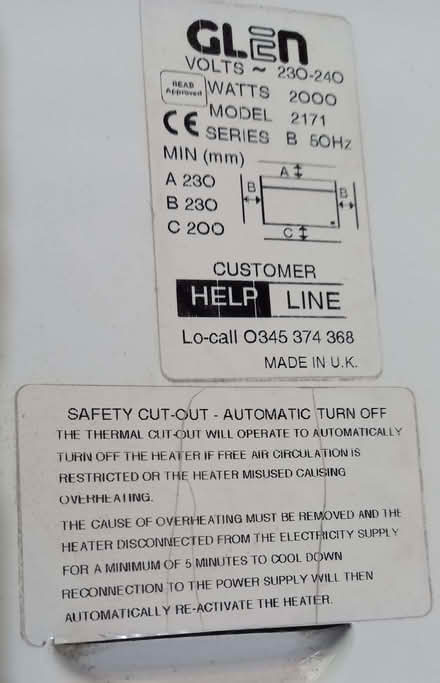 GLEN
VOLTS ~ 230-240
BEAB Approved
WATTS 2000
MODEL 2171
CE SERIES B 50Hz
MIN (mm)
A 230
B 230
C 200
A
B
B
C
CUSTOMER
HELP LINE
Lo-call 0345 374 368
MADE IN U.K.
SAFETY CUT-OUT - AUTOMATIC TURN OFF
THE THERMAL CUT-OUT WILL OPERATE TO AUTOMATICALLY
TURN OFF THE HEATER IF FREE AIR CIRCULATION IS
RESTRICTED OR THE HEATER MISUSED CAUSING
OVERHEATING.
THE CAUSE OF OVERHEATING MUST BE REMOVED AND THE
HEATER DISCONNECTED FROM THE ELECTRICITY SUPPLY
FOR A MINIMUM OF 5 MINUTES TO COOL DOWN
RECONNECTION TO THE POWER SUPPLY WILL THEN
AUTOMATICALLY RE-ACTIVATE THE HEATER.